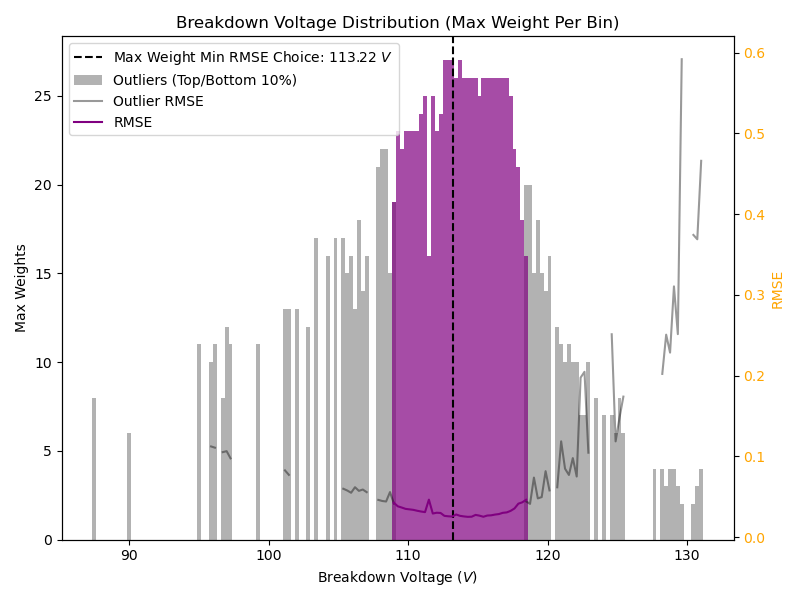 Breakdown Voltage Distribution (Max Weight Per Bin)
Max Weight Min RMSE Choice: 113.22 V
Outliers (Top/Bottom 10%)
Outlier RMSE
RMSE
Max Weights
0
5
10
15
20
25
90
100
110
120
130
Breakdown Voltage (V)
0.0
0.1
0.2
0.3
0.4
0.5
0.6
RMSE